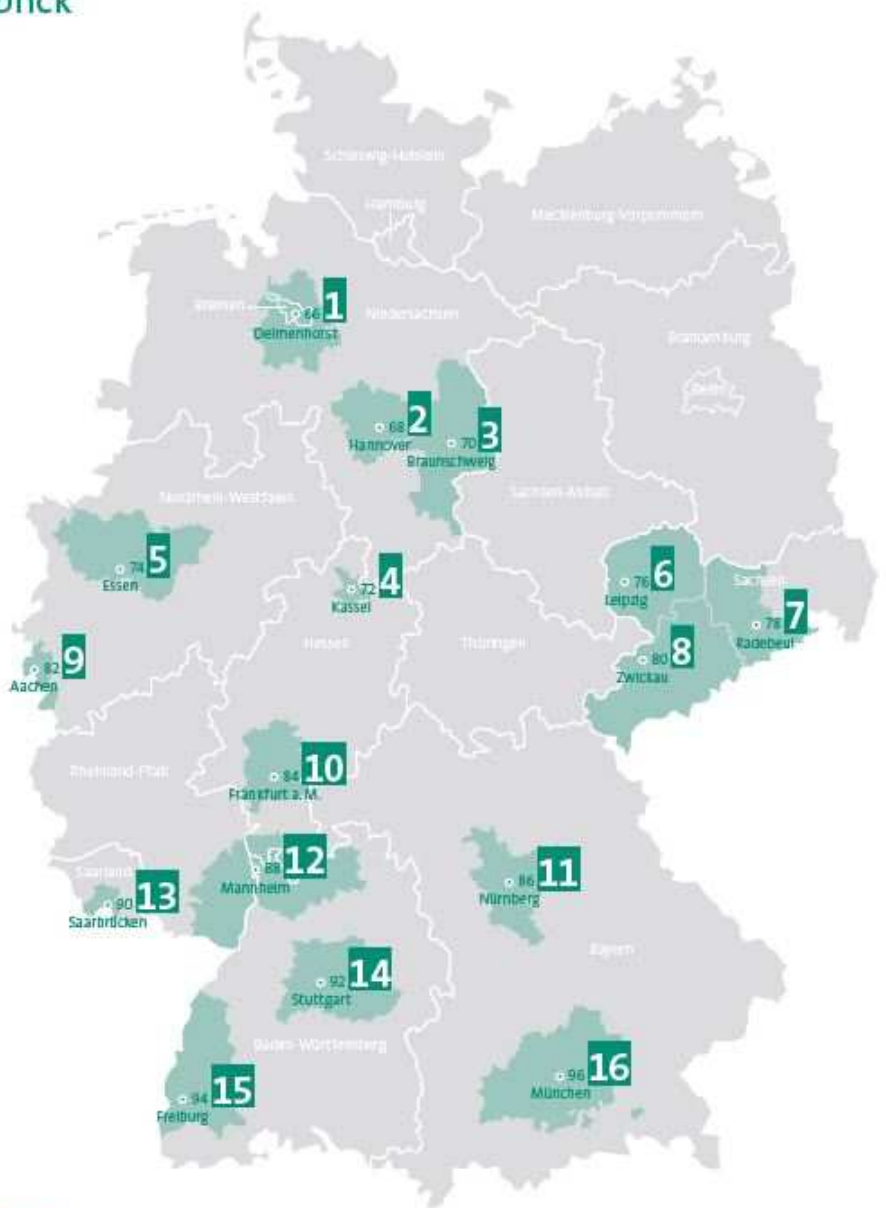 Schleswig-Holstein
Hamburg
Mecklenburg-Vorpommern
Bremen
66 1
Delmenhorst
Niedersachsen
Brandenburg
Berlin
68 2
Hannover
70 3
Braunschweig
Sachsen-Anhalt
Nordrhein-Westfalen
74 5
Essen
72 4
Kassel
76 6
Leipzig
Sachsen
78 7
Radebeul
Hessen
Thüringen
80 8
Zwickau
82 9
Aachen
84 10
Frankfurt a. M.
Rheinland-Pfalz
88 12
Mannheim
86 11
Nürnberg
Saarland
90 13
Saarbrücken
Bayern
92 14
Stuttgart
Baden-Württemberg
94 15
Freiburg
96 16
München